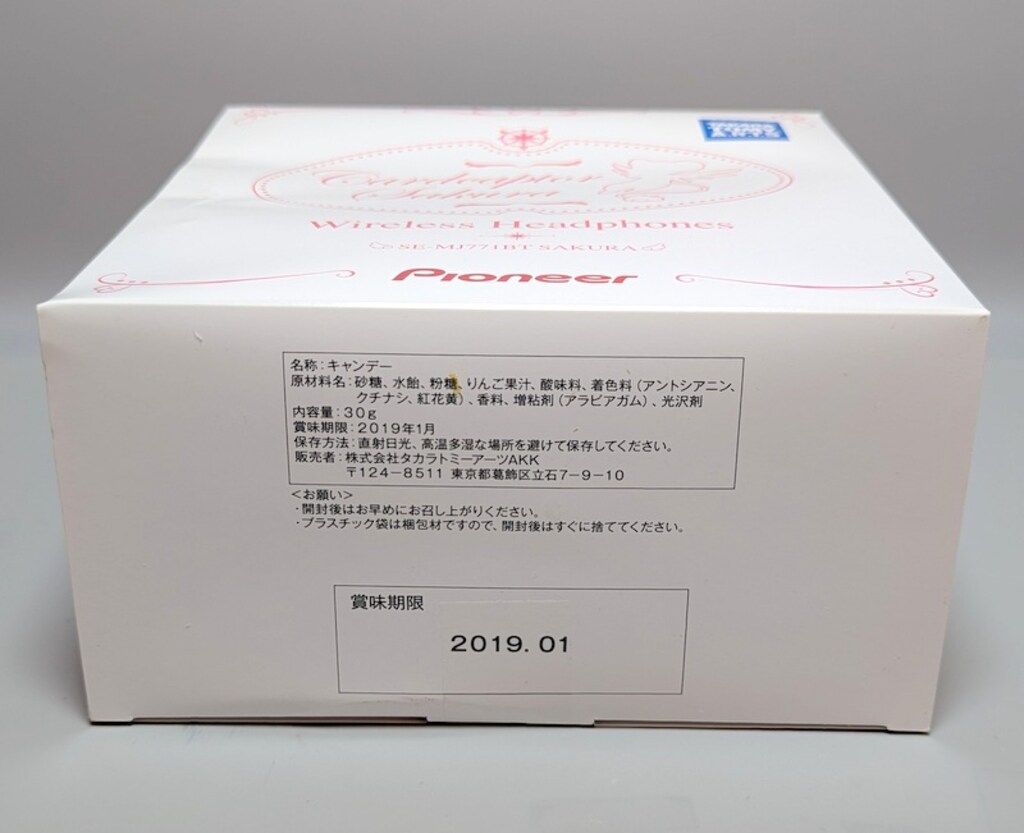 TAKARA TOMY A.R.T.S
Cardcaptor
Sakura
Wireless Headphones
SE-MJ771BT SAKURA
Pioneer
名称：キャンデー
原材料名：砂糖、水飴、粉糖、りんご果汁、酸味料、着色料（アントシアニン、
クチナシ、紅花黄）、香料、増粘剤（アラビアガム）、光沢剤
内容量：30g
賞味期限：2019年1月
保存方法：直射日光、高温多湿な場所を避けて保存してください。
販売者：株式会社タカラトミーアーツAKK
〒124－8511 東京都葛飾区立石7－9－10
＜お願い＞
・開封後はお早めにお召し上がりください。
・プラスチック袋は梱包材ですので、開封後はすぐに捨ててください。
賞味期限
2019. 01